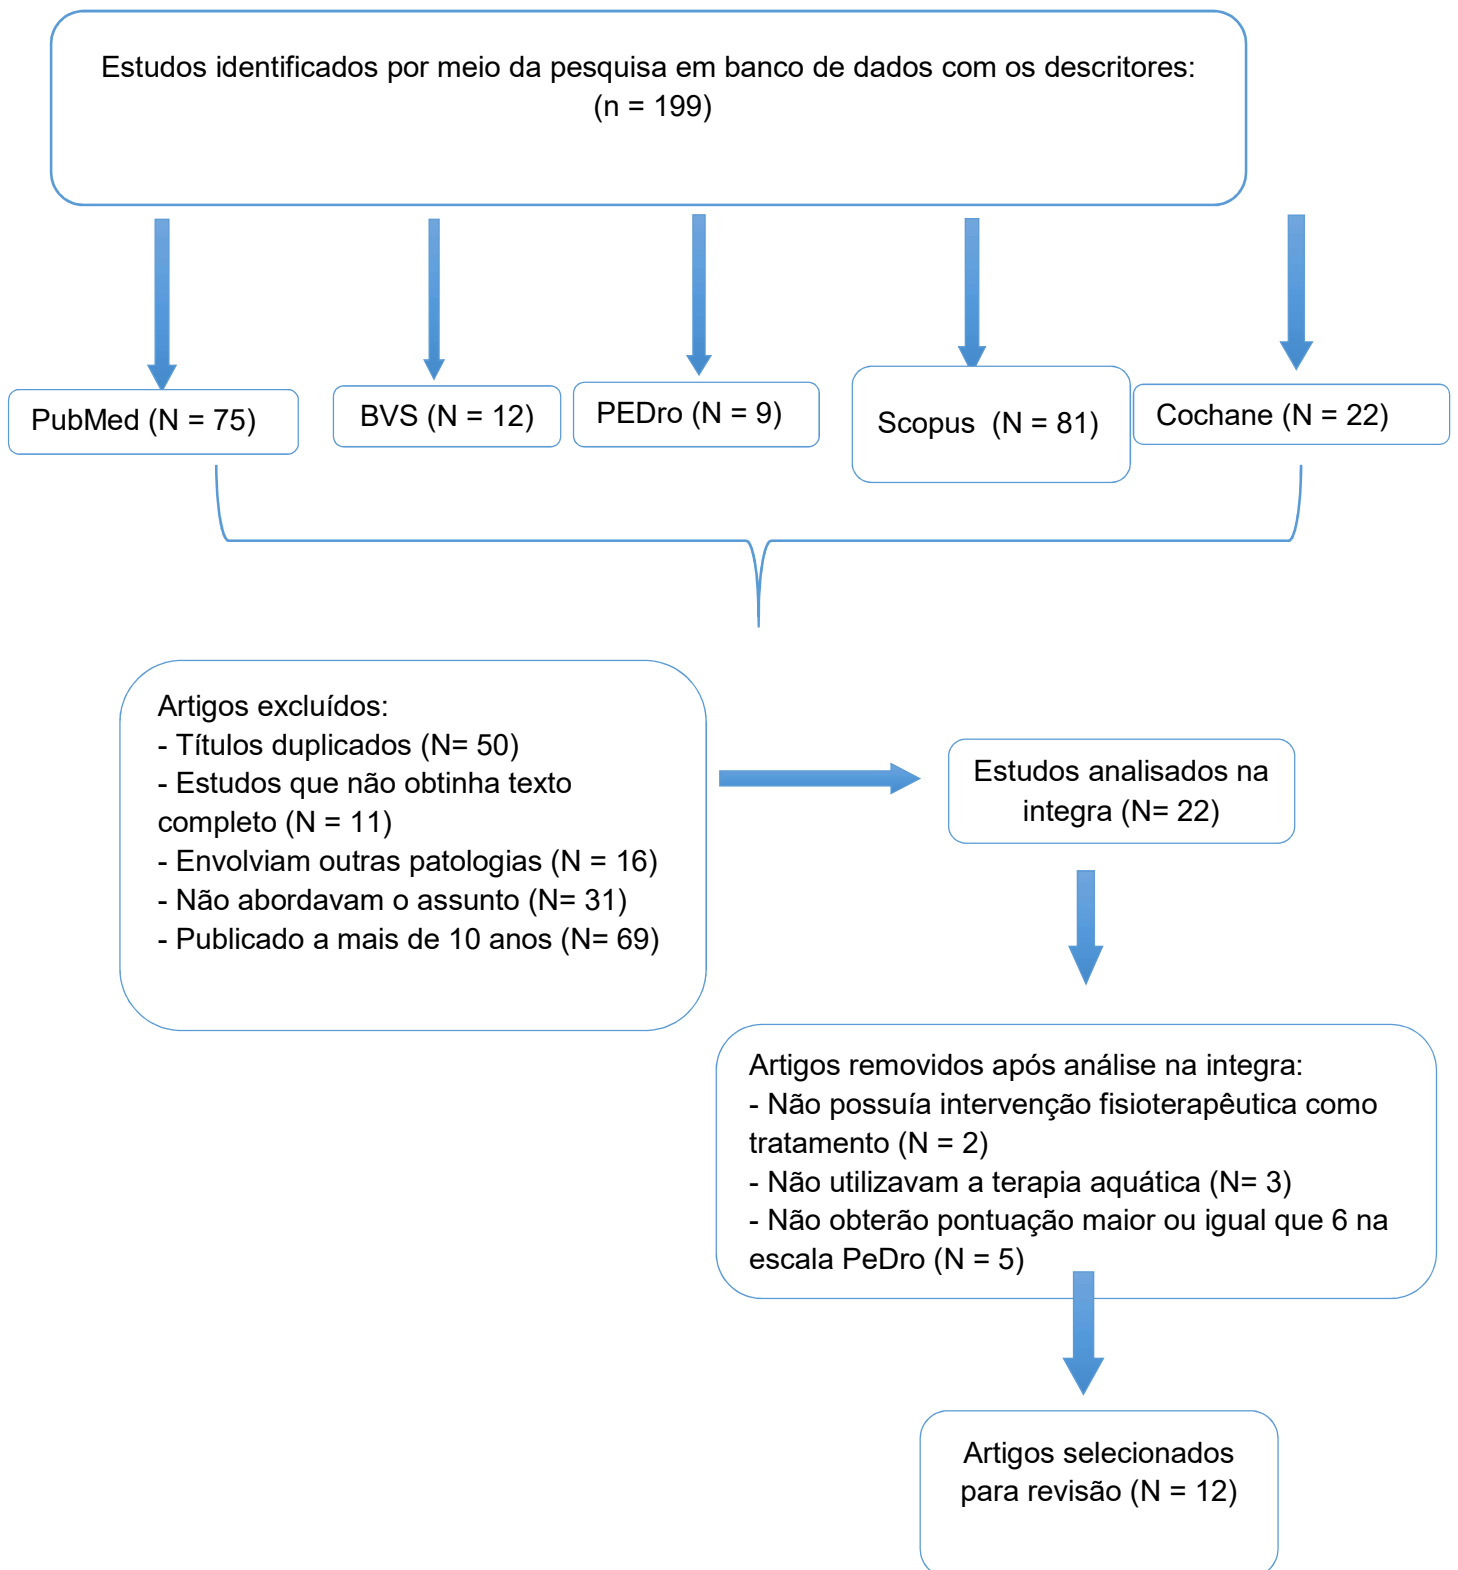 Estudos identificados por meio da pesquisa em banco de dados com os descritores:
(n = 199)
PubMed (N = 75)
BVS (N = 12)
PEDro (N = 9)
Scopus (N = 81)
Cochane (N = 22)
Artigos excluídos:
- Títulos duplicados (N= 50)
- Estudos que não obtinha texto
completo (N = 11)
- Envolviam outras patologias (N = 16)
- Não abordavam o assunto (N= 31)
- Publicado a mais de 10 anos (N= 69)
Estudos analisados na
integra (N= 22)
Artigos removidos após análise na integra:
- Não possuía intervenção fisioterapêutica como
tratamento (N = 2)
- Não utilizavam a terapia aquática (N= 3)
- Não obterão pontuação maior ou igual que 6 na
escala PeDro (N = 5)
Artigos selecionados
para revisão (N = 12)